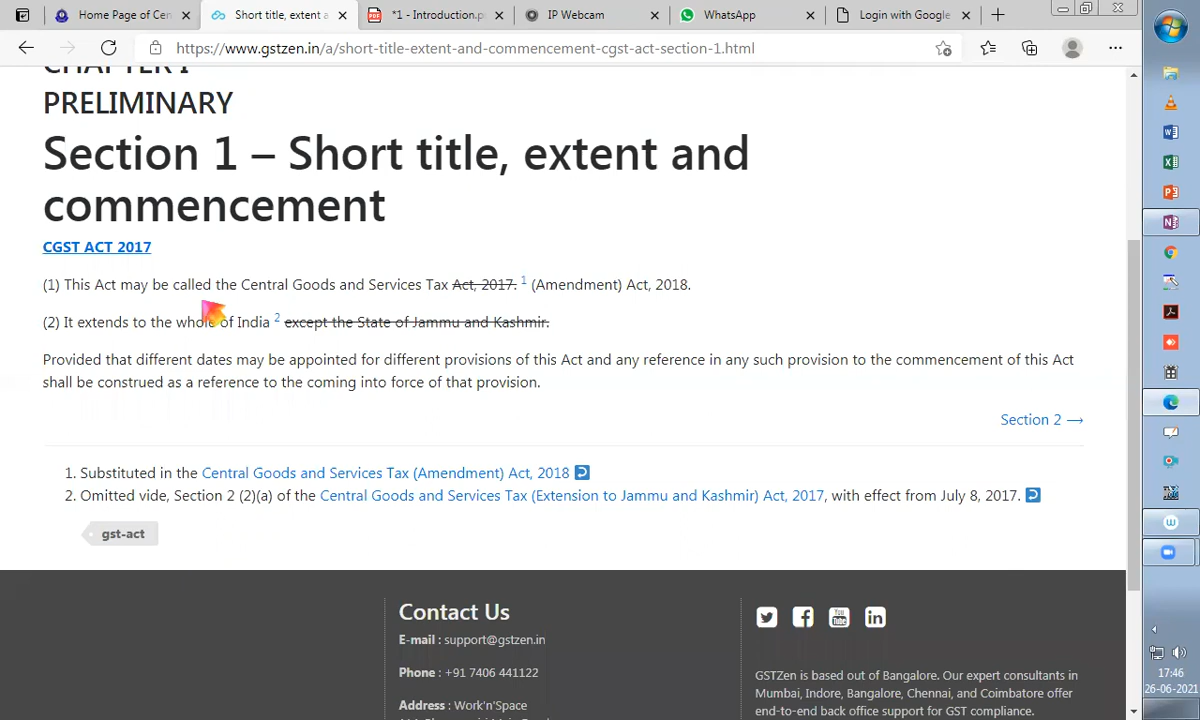 Home Page of Cen
Short title, extent a
*1 - Introduction.p
IP Webcam
WhatsApp
Login with Google
https://www.gstzen.in/a/short-title-extent-and-commencement-cgst-act-section-1.html
CHAPTER I
PRELIMINARY
Section 1 – Short title, extent and
commencement
CGST ACT 2017
(1) This Act may be called the Central Goods and Services Tax Act, 2017. 1 (Amendment) Act, 2018.
(2) It extends to the whole of India 2 except the State of Jammu and Kashmir.
Provided that different dates may be appointed for different provisions of this Act and any reference in any such provision to the commencement of this Act
shall be construed as a reference to the coming into force of that provision.
Section 2 →
1. Substituted in the Central Goods and Services Tax (Amendment) Act, 2018
2. Omitted vide, Section 2 (2)(a) of the Central Goods and Services Tax (Extension to Jammu and Kashmir) Act, 2017, with effect from July 8, 2017.
gst-act
Contact Us
E-mail : support@gstzen.in
Phone : +91 7406 441122
Address : Work'n'Space
GSTZen is based out of Bangalore. Our expert consultants in
Mumbai, Indore, Bangalore, Chennai, and Coimbatore offer
end-to-end back office support for GST compliance.
17:46
26-06-2021